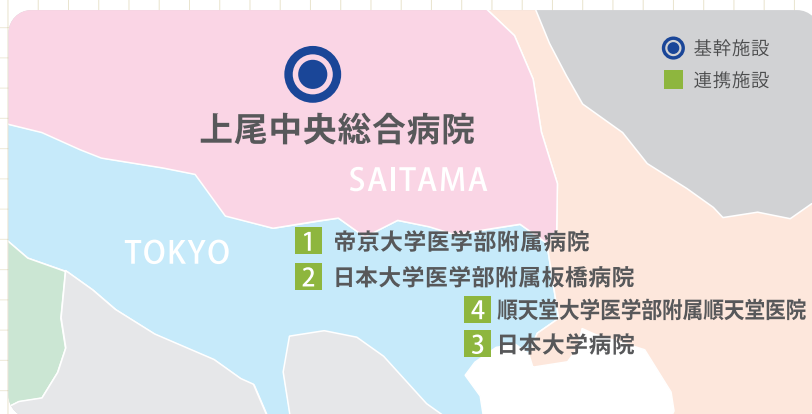 基幹施設
連携施設
上尾中央総合病院
SAITAMA
TOKYO
1 帝京大学医学部附属病院
2 日本大学医学部附属板橋病院
4 順天堂大学医学部附属順天堂医院
3 日本大学病院